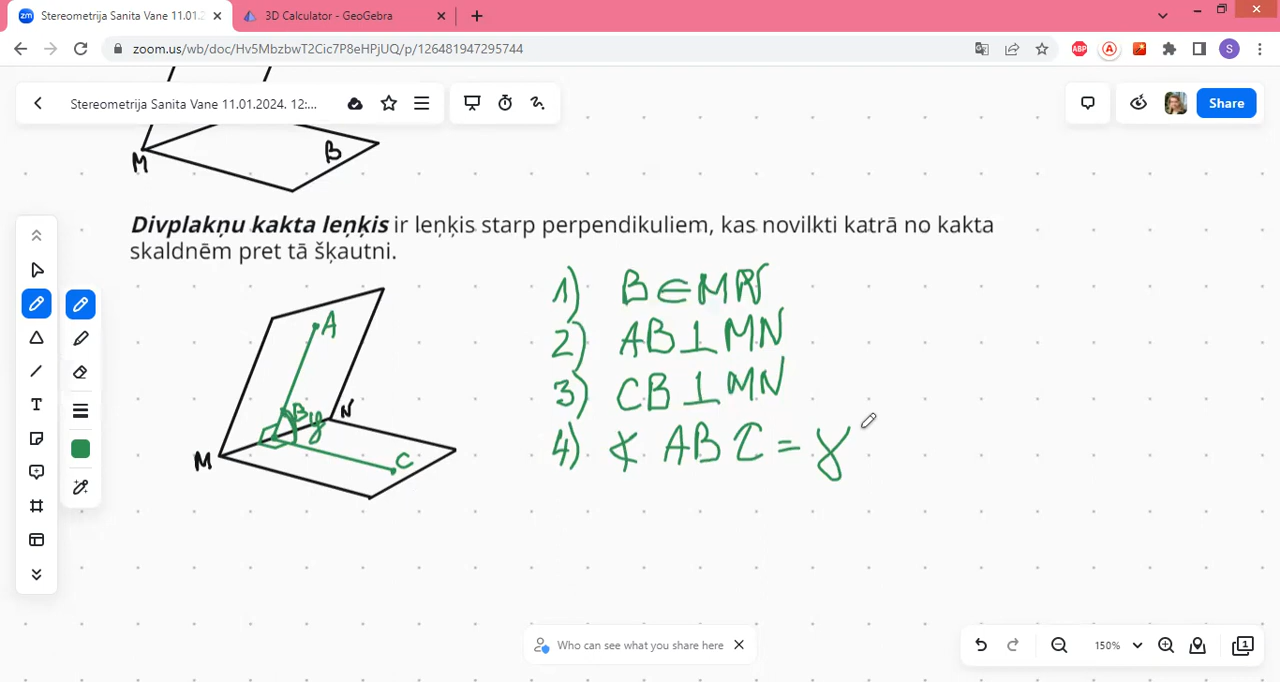 Stereometrija Sanita Vane 11.01.2
3D Calculator - GeoGebra
zoom.us/wb/doc/Hv5MbzbwT2Cic7P8eHPjUQ/p/126481947295744
ABP
A
S
Stereometrija Sanita Vane 11.01.2024. 12:...
Share
M
B
Divplakņu kakta leņķis ir leņķis starp perpendikuliem, kas novilkti katrā no kakta
skaldnēm pret tā šķautni.
A
B
γ
N
M
C
1) B∈MN
2) AB⊥MN
3) CB⊥MN
4) ∢ ABC = γ
T
Who can see what you share here
150%
1